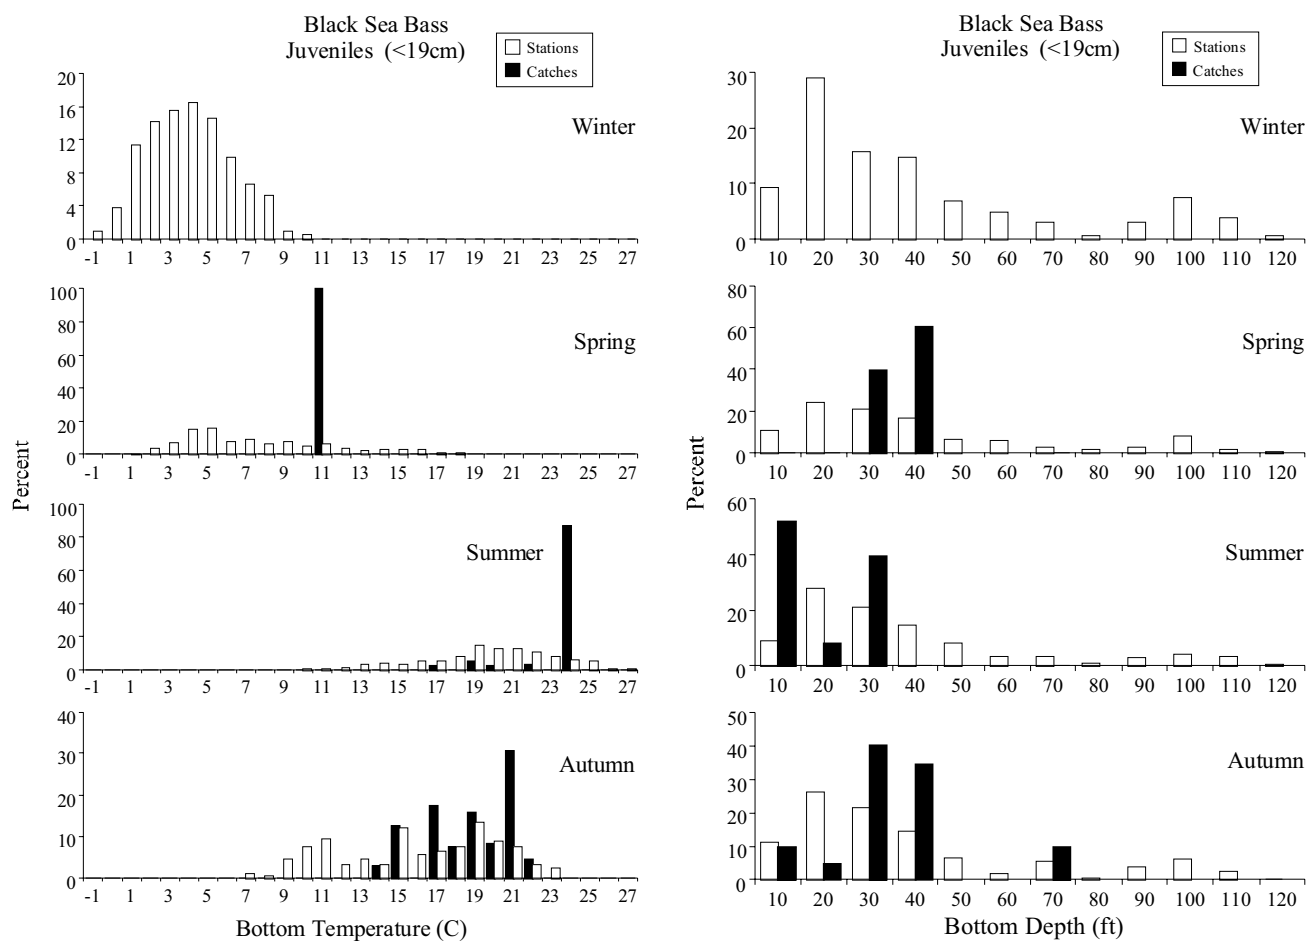 Black Sea Bass
Juveniles (<19cm)
Stations
Catches
Winter
20
16
12
8
4
0
-1 1 3 5 7 9 11 13 15 17 19 21 23 25 27
Spring
100
80
60
40
20
0
-1 1 3 5 7 9 11 13 15 17 19 21 23 25 27
Percent
Summer
100
80
60
40
20
0
-1 1 3 5 7 9 11 13 15 17 19 21 23 25 27
Autumn
40
30
20
10
0
-1 1 3 5 7 9 11 13 15 17 19 21 23 25 27
Bottom Temperature (C)
Black Sea Bass
Juveniles (<19cm)
Stations
Catches
Winter
30
20
10
0
10 20 30 40 50 60 70 80 90 100 110 120
Spring
80
60
40
20
0
10 20 30 40 50 60 70 80 90 100 110 120
Percent
Summer
60
40
20
0
10 20 30 40 50 60 70 80 90 100 110 120
Autumn
50
40
30
20
10
0
10 20 30 40 50 60 70 80 90 100 110 120
Bottom Depth (ft)